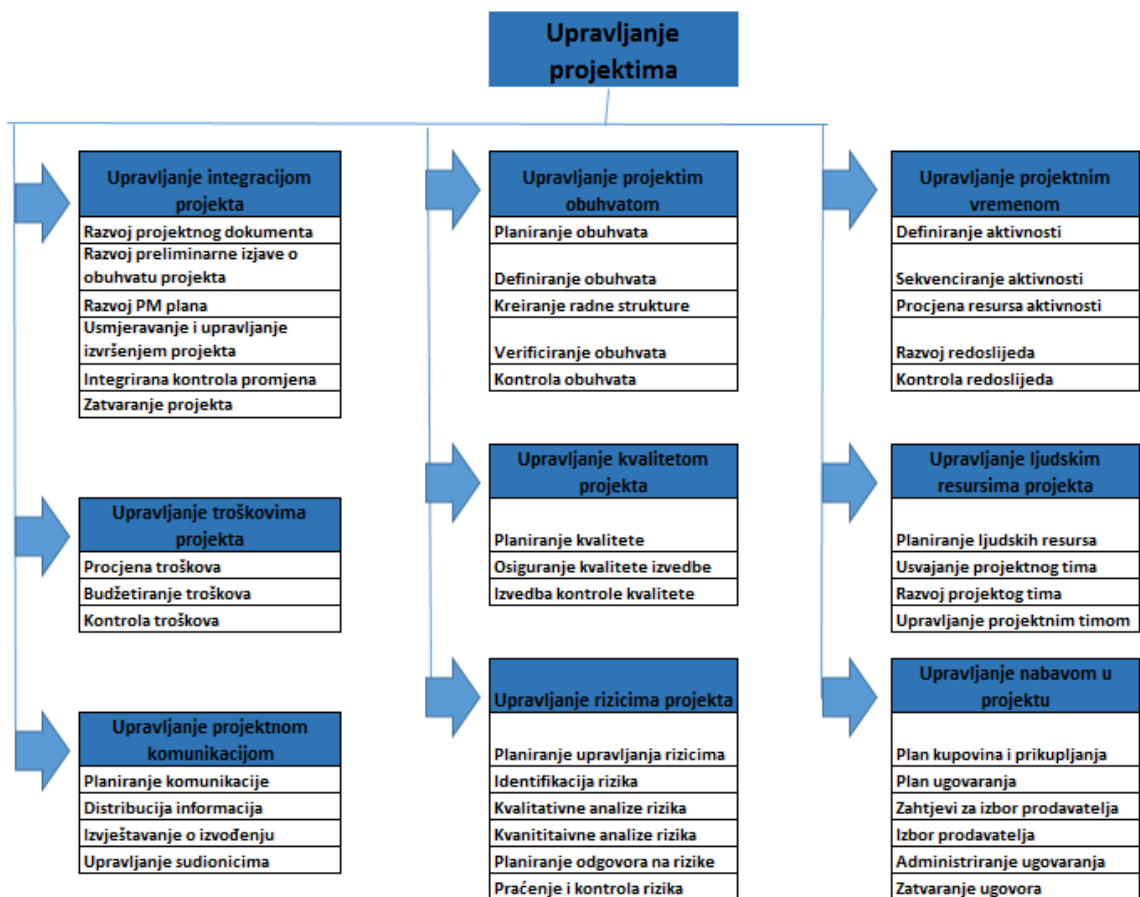 Upravljanje
projektima
Upravljanje integracijom
projekta
Razvoj projektnog dokumenta
Razvoj preliminarne izjave o
obuhvatu projekta
Razvoj PM plana
Usmjeravanje i upravljanje
izvršenjem projekta
Integrirana kontrola promjena
Zatvaranje projekta
Upravljanje troškovima
projekta
Procjena troškova
Budžetiranje troškova
Kontrola troškova
Upravljanje projektnom
komunikacijom
Planiranje komunikacije
Distribucija informacija
Izvještavanje o izvođenju
Upravljanje sudionicima
Upravljanje projektim
obuhvatom
Planiranje obuhvata
Definiranje obuhvata
Kreiranje radne strukture
Verificiranje obuhvata
Kontrola obuhvata
Upravljanje kvalitetom
projekta
Planiranje kvalitete
Osiguranje kvalitete izvedbe
Izvedba kontrole kvalitete
Upravljanje rizicima projekta
Planiranje upravljanja rizicima
Identifikacija rizika
Kvalitativne analize rizika
Kvanititaivne analize rizika
Planiranje odgovora na rizike
Praćenje i kontrola rizika
Upravljanje projektnim
vremenom
Definiranje aktivnosti
Sekvenciranje aktivnosti
Procjena resursa aktivnosti
Razvoj redoslijeda
Kontrola redoslijeda
Upravljanje ljudskim
resursima projekta
Planiranje ljudskih resursa
Usvajanje projektnog tima
Razvoj projektog tima
Upravljanje projektnim timom
Upravljanje nabavom u
projektu
Plan kupovina i prikupljanja
Plan ugovaranja
Zahtjevi za izbor prodavatelja
Izbor prodavatelja
Administriranje ugovaranja
Zatvaranje ugovora